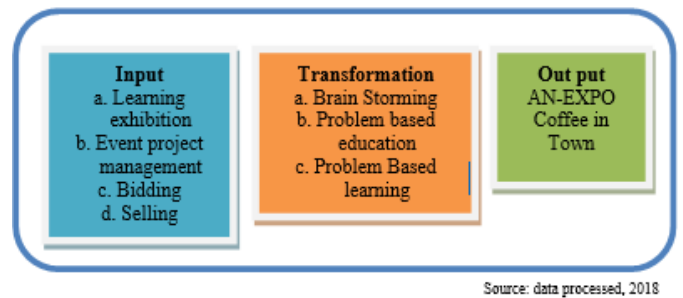 Input
a. Learning
exhibition
b. Event project
management
c. Bidding
d. Selling
Transformation
a. Brain Storming
b. Problem based
education
c. Problem Based
learning
Out put
AN-EXPO
Coffee in
Town
Source: data processed, 2018